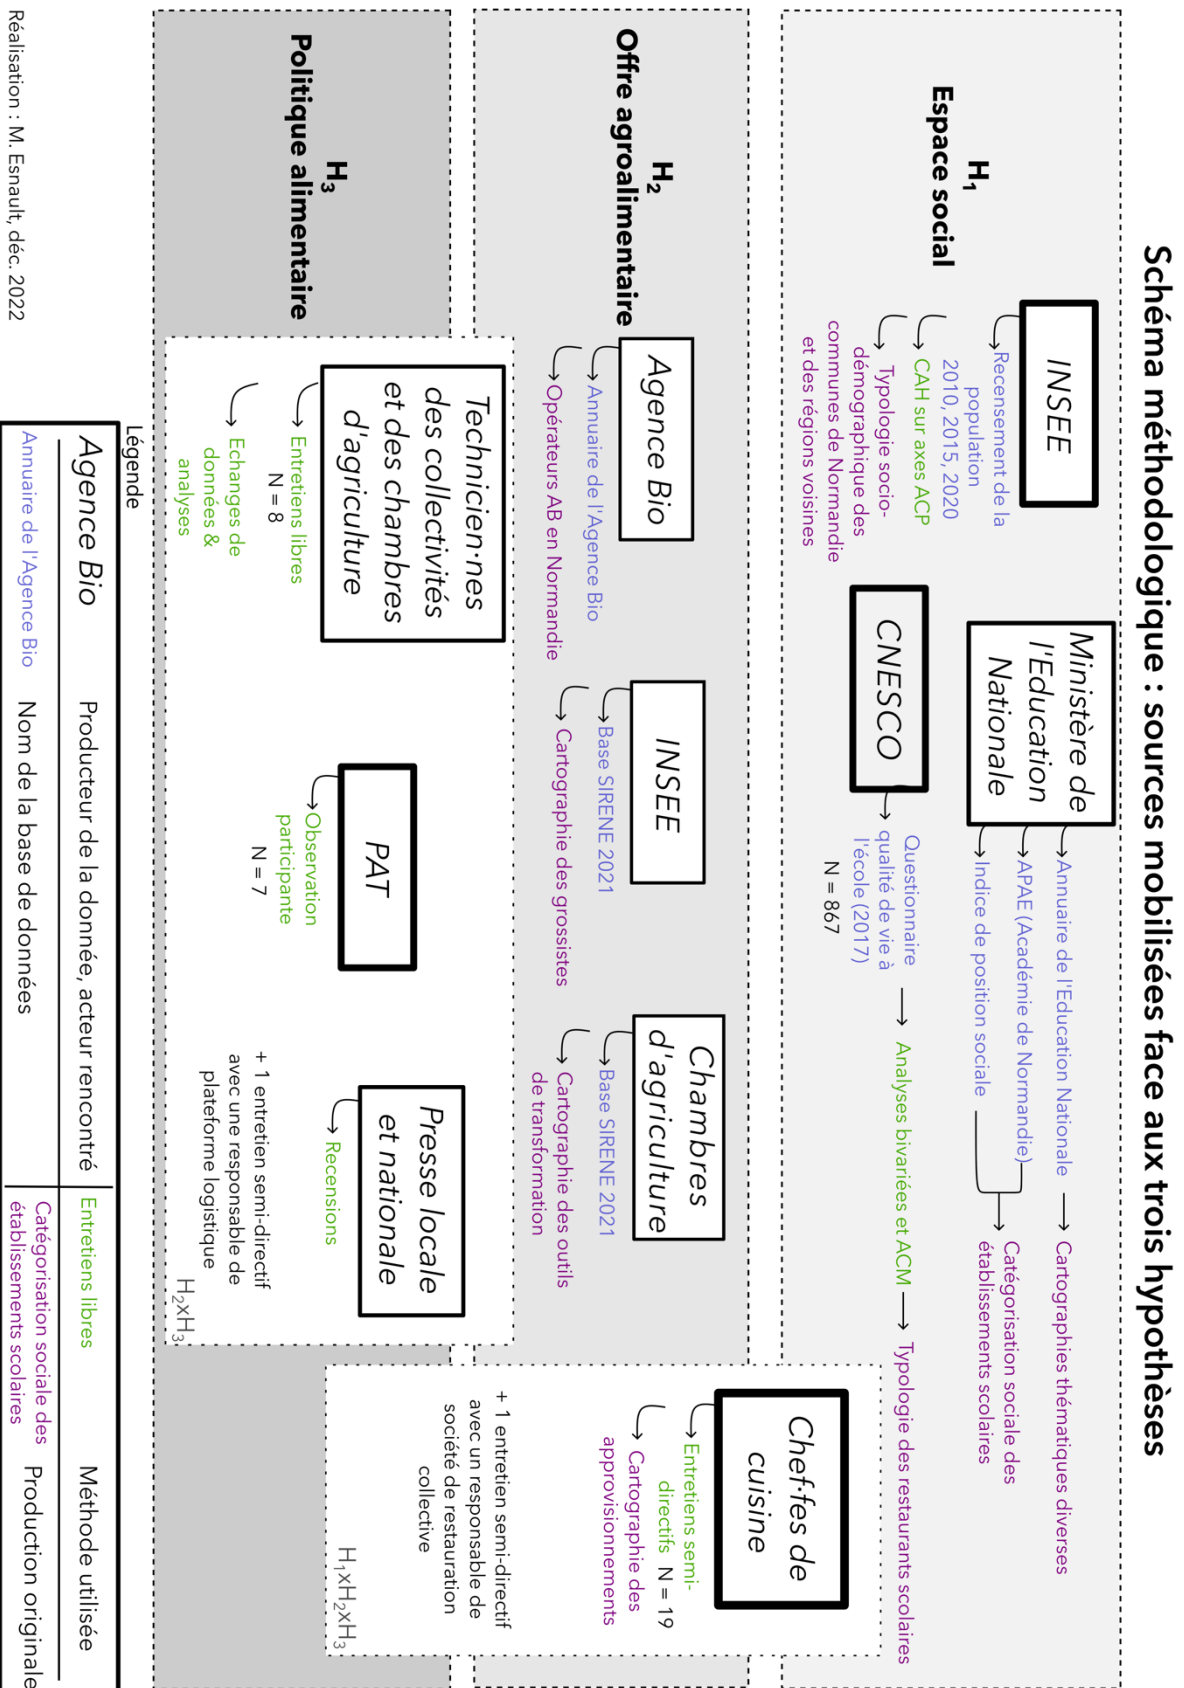 Schéma méthodologique : sources mobilisées face aux trois hypothèses
H₁
Espace social
INSEE
Recensement de la
population
2010, 2015, 2020
CAH sur axes ACP
Typologie socio-
démographique des
communes de Normandie
et des régions voisines
Ministère de
l'Education
Nationale
Annuaire de l'Education Nationale
Cartographies thématiques diverses
APAE (Académie de Normandie)
Indice de position sociale
Catégorisation sociale des
établissements scolaires
CNESCO
Questionnaire
qualité de vie à
l'école (2017)
N = 867
Analyses bivariées et ACM
Typologie des restaurants scolaires
H₂
Offre agroalimentaire
Agence Bio
Annuaire de l'Agence Bio
Opérateurs AB en Normandie
INSEE
Base SIRENE 2021
Cartographie des grossistes
Chambres
d'agriculture
Base SIRENE 2021
Cartographie des outils
de transformation
Chef·fes de
cuisine
Entretiens semi-
directifs N = 19
Cartographie des
approvisionnements
+ 1 entretien semi-directif
avec un responsable de
société de restauration
collective
H₁xH₂xH₃
H₃
Politique alimentaire
Technicien·nes
des collectivités
et des chambres
d'agriculture
Entretiens libres
N = 8
Echanges de
données &
analyses
PAT
Observation
participante
N = 7
Presse locale
et nationale
Recensions
+ 1 entretien semi-directif
avec une responsable de
plateforme logistique
H₂xH₃
Légende
Agence Bio
Producteur de la donnée, acteur rencontré
Entretiens libres
Méthode utilisée
Annuaire de l'Agence Bio
Nom de la base de données
Catégorisation sociale des
établissements scolaires
Production originale
Réalisation : M. Esnault, déc. 2022